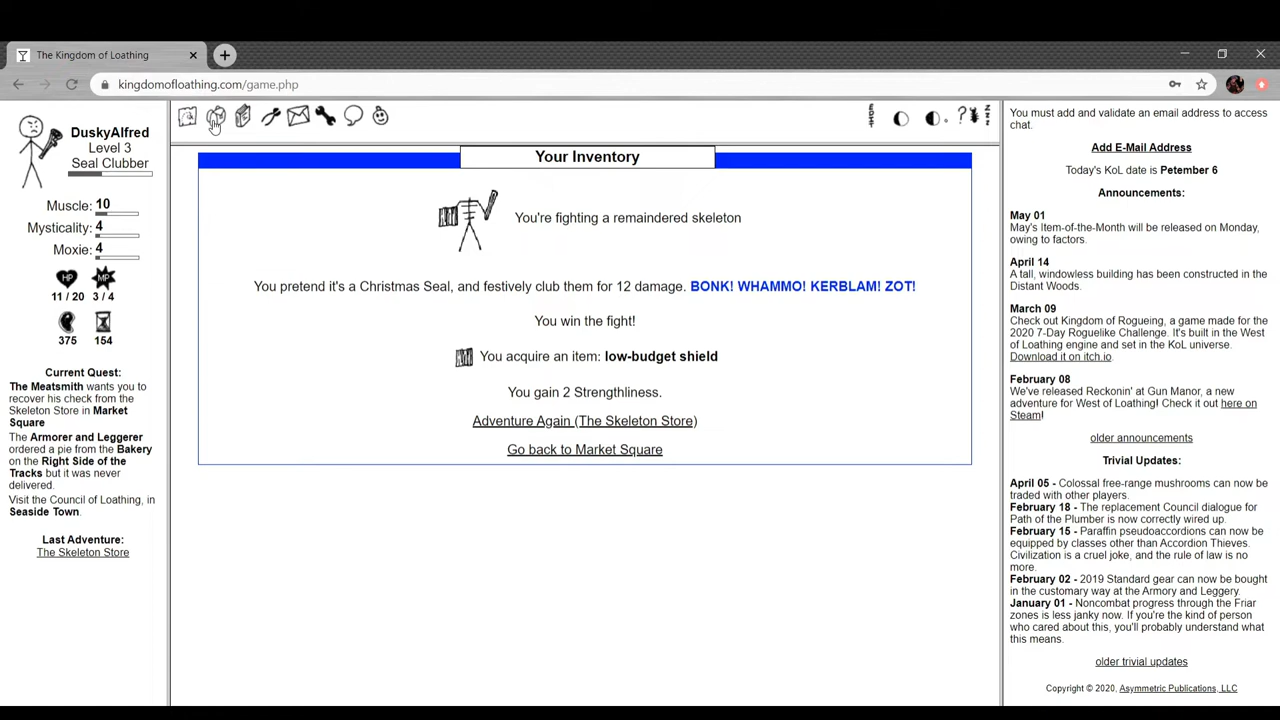 The Kingdom of Loathing
kingdomofloathing.com/game.php
DuskyAlfred
Level 3
Seal Clubber
Muscle: 10
Mysticality: 4
Moxie: 4
HP
MP
11 / 20
3 / 4
375
154
Current Quest:
The Meatsmith wants you to
recover his check from the
Skeleton Store in Market
Square
The Armorer and Leggerer
ordered a pie from the Bakery
on the Right Side of the
Tracks but it was never
delivered.
Visit the Council of Loathing, in
Seaside Town.
Last Adventure:
The Skeleton Store
EDIT
?
Your Inventory
You're fighting a remaindered skeleton
You pretend it's a Christmas Seal, and festively club them for 12 damage. BONK! WHAMMO! KERBLAM! ZOT!
You win the fight!
You acquire an item: low-budget shield
You gain 2 Strengthliness.
Adventure Again (The Skeleton Store)
Go back to Market Square
You must add and validate an email address to access
chat.
Add E-Mail Address
Today's KoL date is Petember 6
Announcements:
May 01
May's Item-of-the-Month will be released on Monday,
owing to factors.
April 14
A tall, windowless building has been constructed in the
Distant Woods.
March 09
Check out Kingdom of Rogueing, a game made for the
2020 7-Day Roguelike Challenge. It's built in the West
of Loathing engine and set in the KoL universe.
Download it on itch.io.
February 08
We've released Reckonin' at Gun Manor, a new
adventure for West of Loathing! Check it out here on
Steam!
older announcements
Trivial Updates:
April 05 - Colossal free-range mushrooms can now be
traded with other players.
February 18 - The replacement Council dialogue for
Path of the Plumber is now correctly wired up.
February 15 - Paraffin pseudoaccordions can now be
equipped by classes other than Accordion Thieves.
Civilization is a cruel joke, and the rule of law is no
more.
February 02 - 2019 Standard gear can now be bought
in the customary way at the Armory and Leggery.
January 01 - Noncombat progress through the Friar
zones is less janky now. If you're the kind of person
who cared about this, you'll probably understand what
this means.
older trivial updates
Copyright © 2020, Asymmetric Publications, LLC